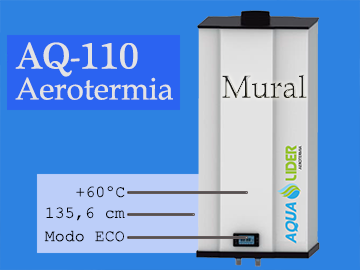 AQ-110
Aerotermia
Mural
+60°C
135,6 cm
Modo ECO
AQUA LIDER
AEROTERMIA